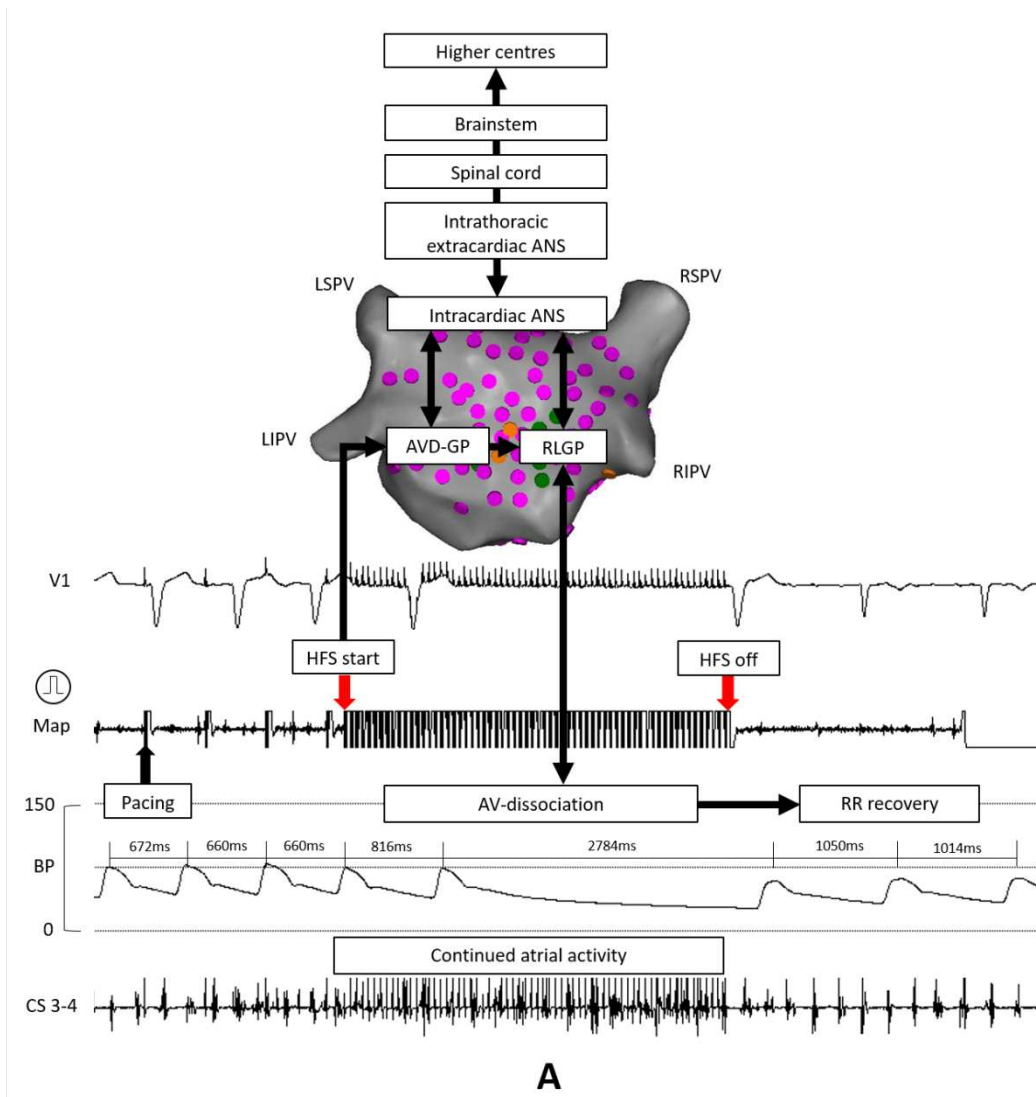 Higher centres
Brainstem
Spinal cord
Intrathoracic
extracardiac ANS
LSPV
RSPV
Intracardiac ANS
LIPV
AVD-GP
RLGP
RIPV
V1
HFS start
HFS off
Map
Pacing
150
AV-dissociation
RR recovery
672ms
660ms
660ms
816ms
2784ms
1050ms
1014ms
BP
0
Continued atrial activity
CS 3-4
A